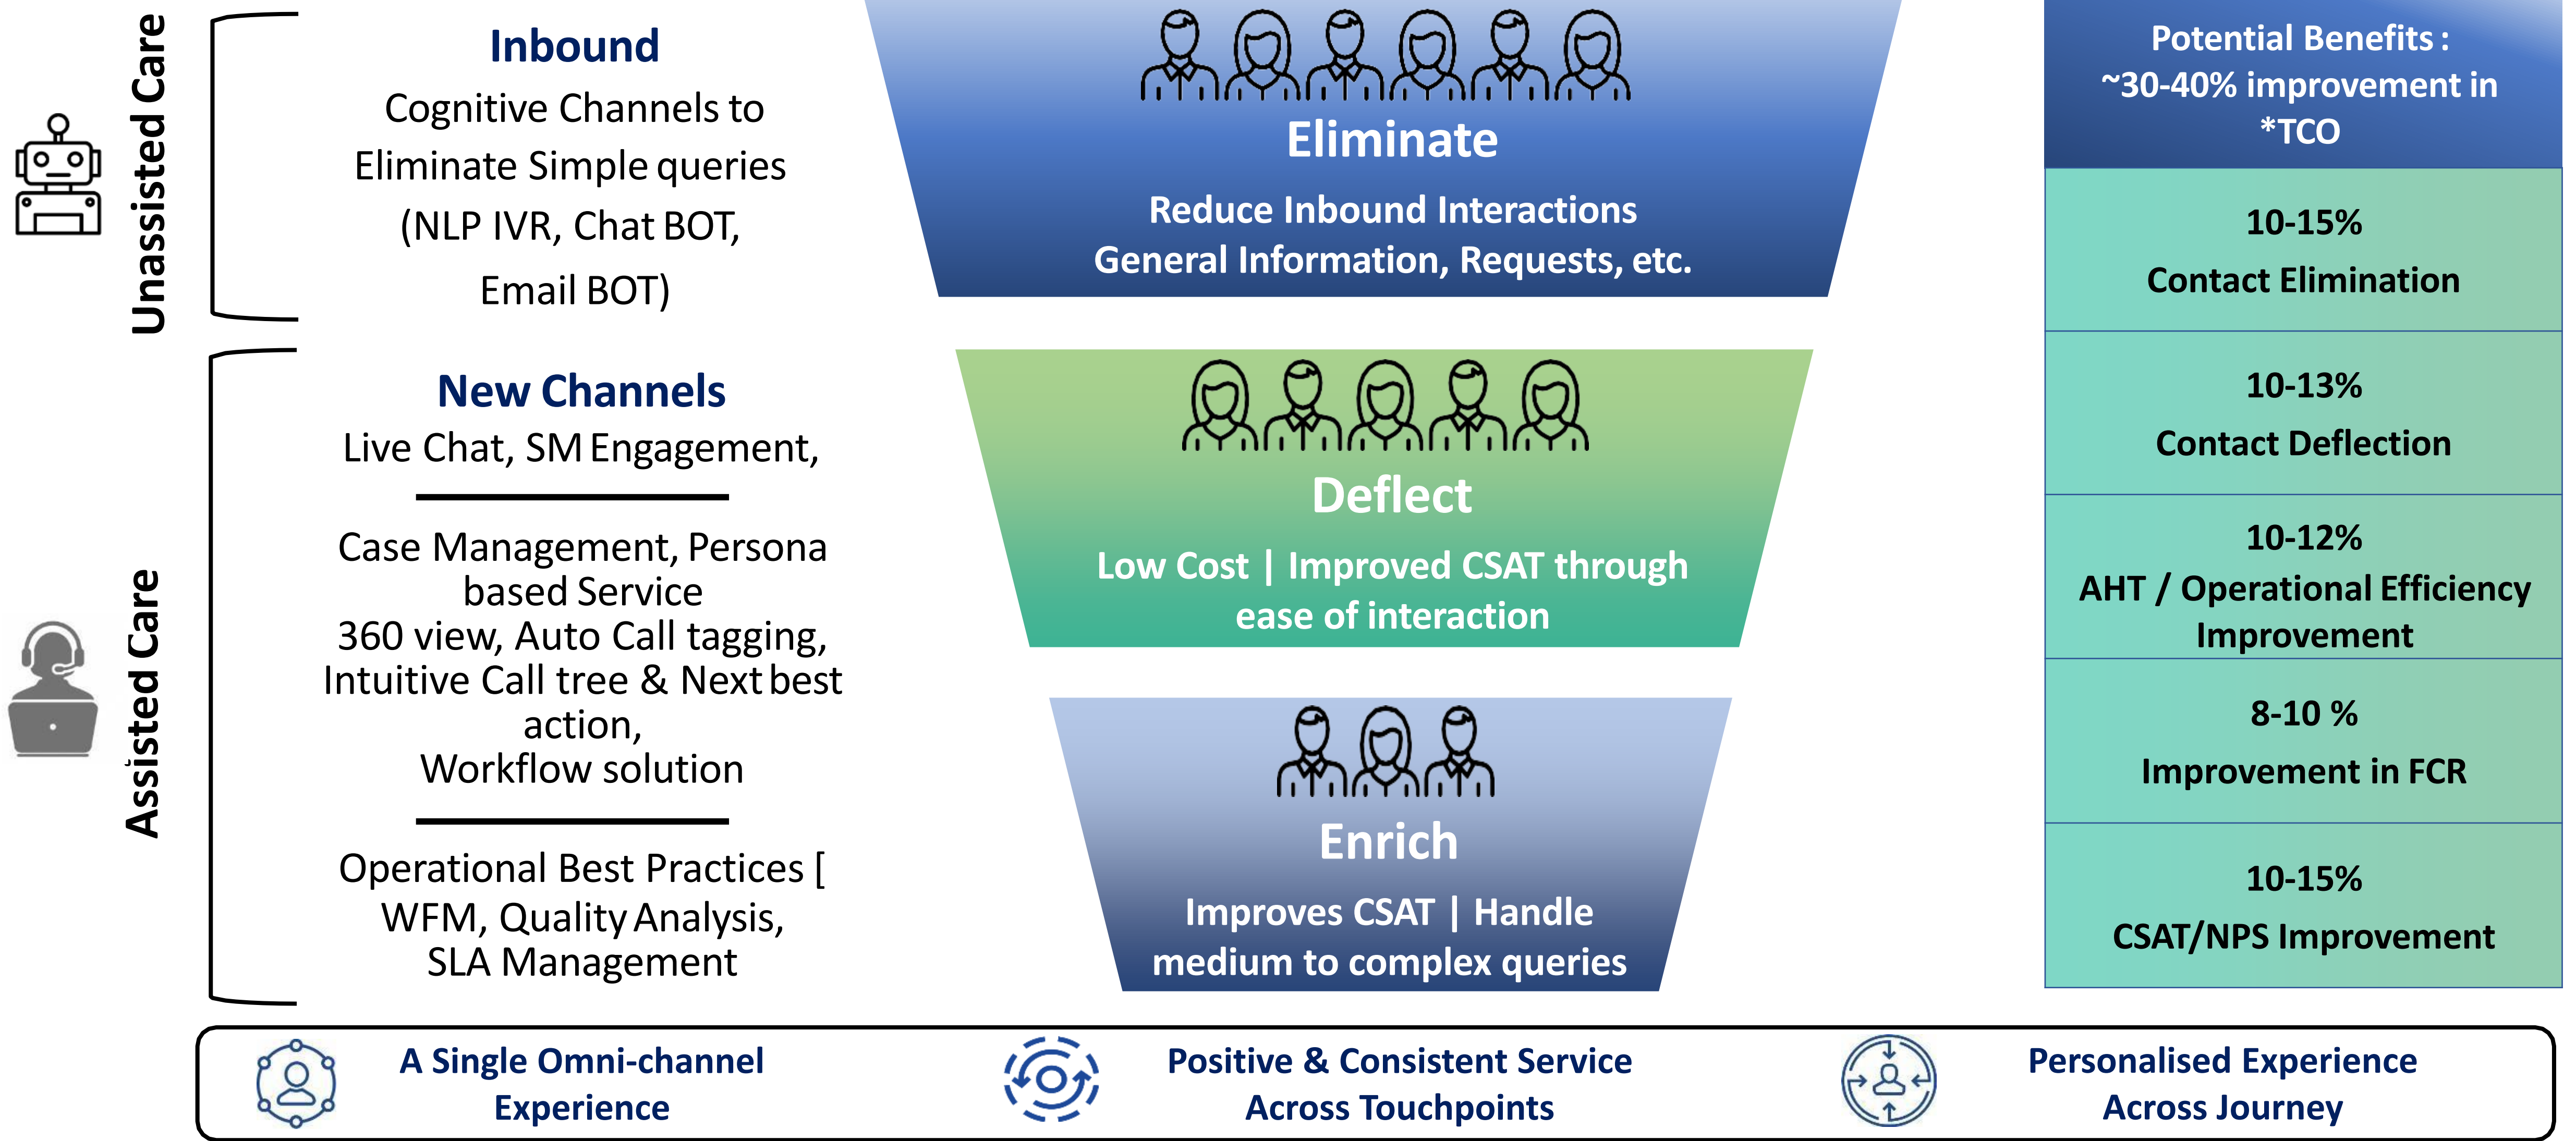 Unassisted Care
Inbound
Cognitive Channels to
Eliminate Simple queries
(NLP IVR, Chat BOT,
Email BOT)
Eliminate
Reduce Inbound Interactions
General Information, Requests, etc.
Assisted Care
New Channels
Live Chat, SM Engagement,
Case Management, Persona
based Service
360 view, Auto Call tagging,
Intuitive Call tree & Next best
action,
Workflow solution
Operational Best Practices [
WFM, Quality Analysis,
SLA Management
Deflect
Low Cost | Improved CSAT through
ease of interaction
Enrich
Improves CSAT | Handle
medium to complex queries
Potential Benefits :
~30-40% improvement in
*TCO
10-15%
Contact Elimination
10-13%
Contact Deflection
10-12%
AHT / Operational Efficiency
Improvement
8-10 %
Improvement in FCR
10-15%
CSAT/NPS Improvement
A Single Omni-channel
Experience
Positive & Consistent Service
Across Touchpoints
Personalised Experience
Across Journey